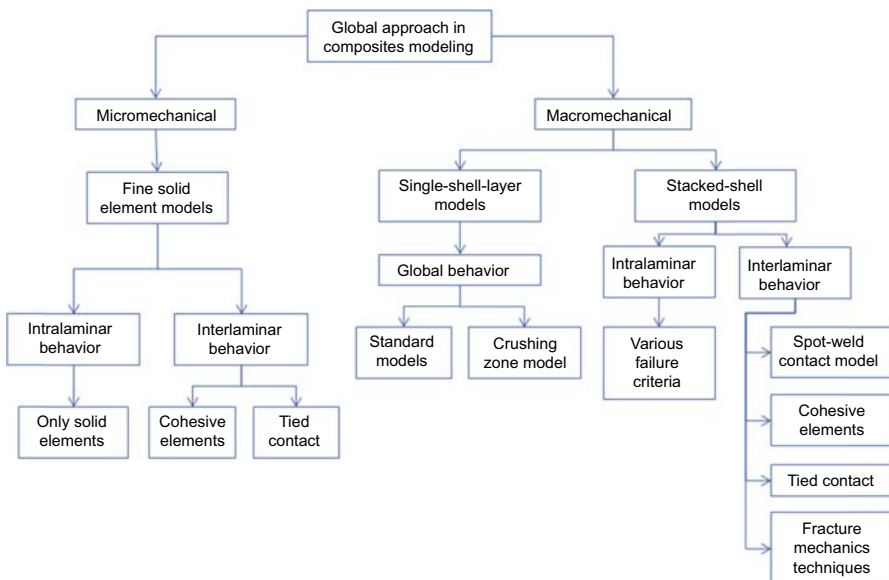 Global approach in
composites modeling
Micromechanical
Macromechanical
Fine solid
element models
Single-shell-layer
models
Stacked-shell
models
Global behavior
Intralaminar
behavior
Interlaminar
behavior
Intralaminar
behavior
Interlaminar
behavior
Standard
models
Crushing
zone model
Various
failure
criteria
Spot-weld
contact model
Only solid
elements
Cohesive
elements
Tied
contact
Cohesive
elements
Tied contact
Fracture
mechanics
techniques